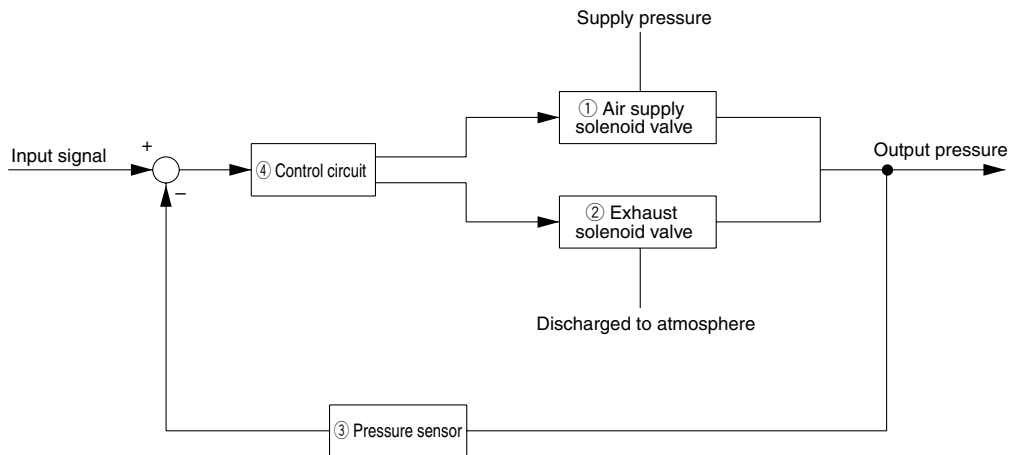 Supply pressure
① Air supply
solenoid valve
Input signal
+
−
④ Control circuit
Output pressure
② Exhaust
solenoid valve
Discharged to atmosphere
③ Pressure sensor